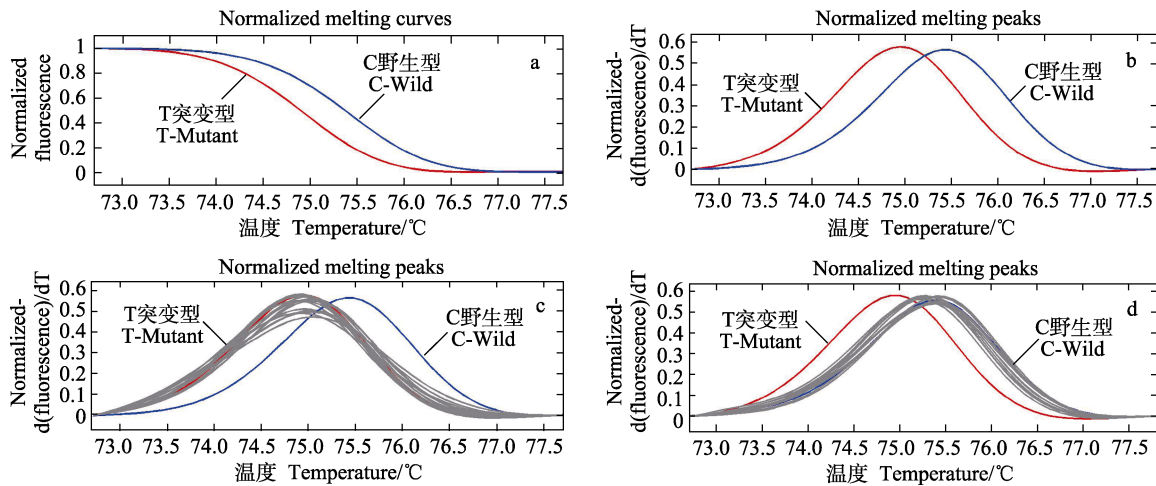 Normalized melting curves
Normalized
fluorescence
1
0.8
0.6
0.4
0.2
0
a
C野生型
C-Wild
T突变型
T-Mutant
73.0 73.5 74.0 74.5 75.0 75.5 76.0 76.5 77.0 77.5
温度 Temperature/℃
Normalized melting peaks
Normalized-
d(fluorescence)/dT
0.6
0.5
0.4
0.3
0.2
0.1
0
b
T突变型
T-Mutant
C野生型
C-Wild
73.0 73.5 74.0 74.5 75.0 75.5 76.0 76.5 77.0 77.5
温度 Temperature/℃
Normalized melting peaks
Normalized-
d(fluorescence)/dT
0.6
0.5
0.4
0.3
0.2
0.1
0
c
T突变型
T-Mutant
C野生型
C-Wild
73.0 73.5 74.0 74.5 75.0 75.5 76.0 76.5 77.0 77.5
温度 Temperature/℃
Normalized melting peaks
Normalized-
d(fluorescence)/dT
0.6
0.5
0.4
0.3
0.2
0.1
0
d
T突变型
T-Mutant
C野生型
C-Wild
73.0 73.5 74.0 74.5 75.0 75.5 76.0 76.5 77.0 77.5
温度 Temperature/℃